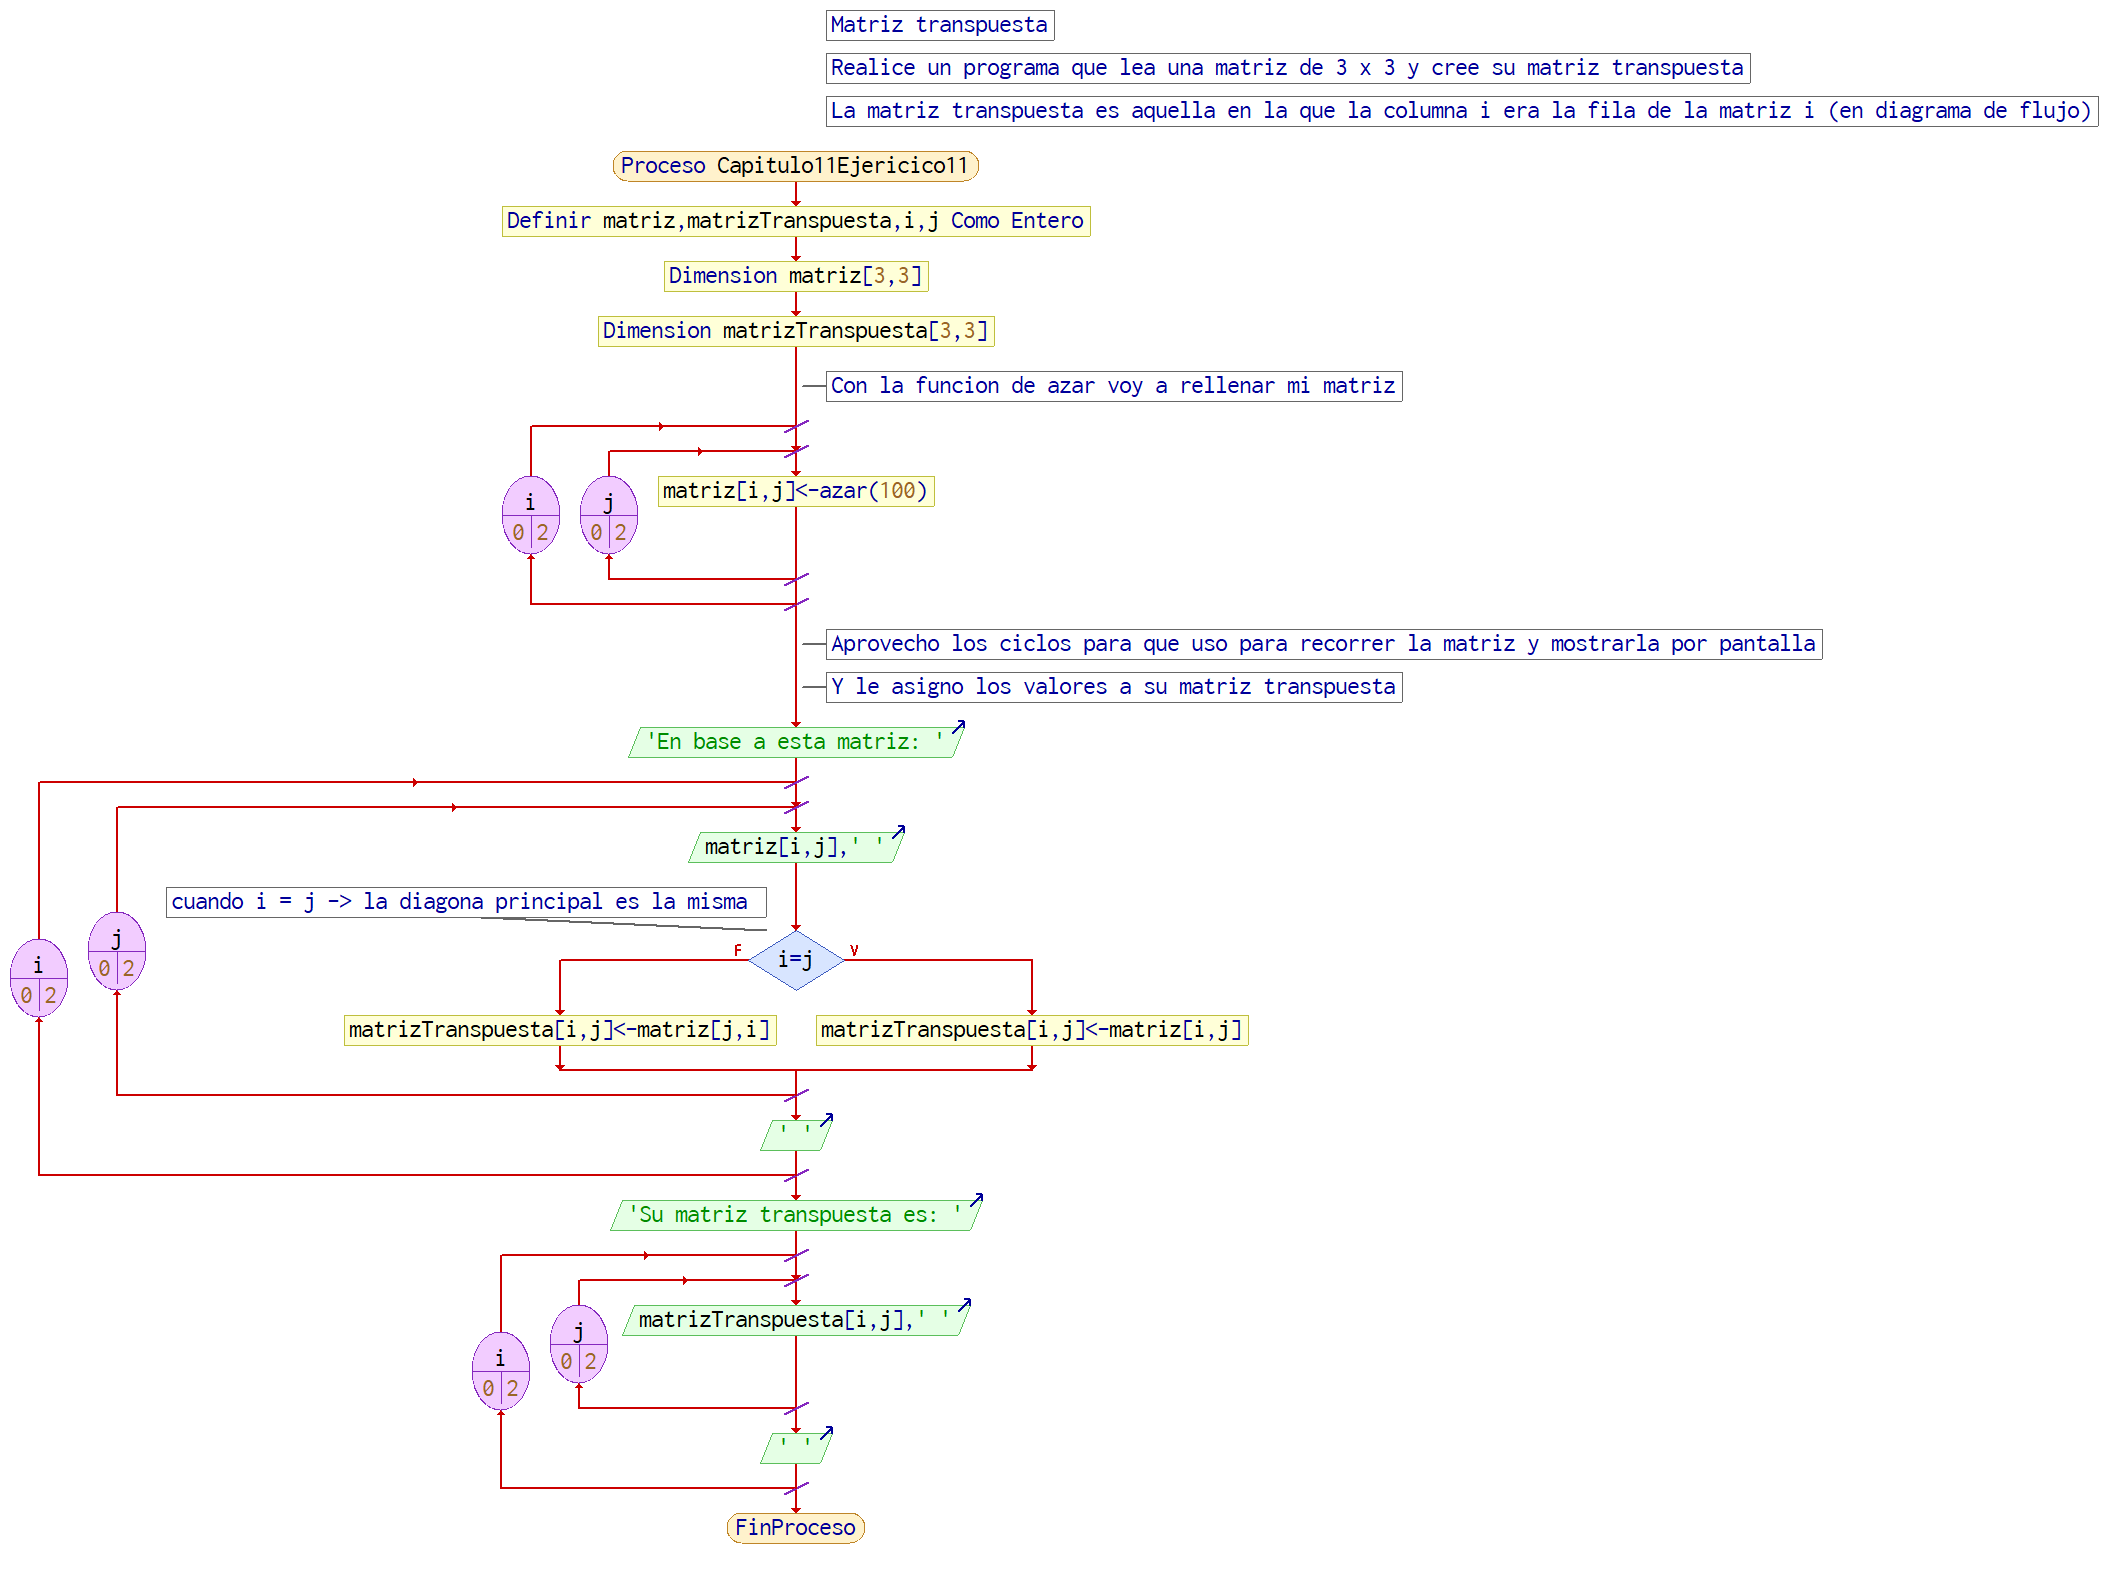 Matriz transpuesta
Realice un programa que lea una matriz de 3 x 3 y cree su matriz transpuesta
La matriz transpuesta es aquella en la que la columna i era la fila de la matriz i (en diagrama de flujo)
Proceso Capitulo11Ejericico11
Definir matriz,matrizTranspuesta,i,j Como Entero
Dimension matriz[3,3]
Dimension matrizTranspuesta[3,3]
Con la funcion de azar voy a rellenar mi matriz
i
0 2
j
0 2
matriz[i,j]<-azar(100)
Aprovecho los ciclos para que uso para recorrer la matriz y mostrarla por pantalla
Y le asigno los valores a su matriz transpuesta
'En base a esta matriz: '
matriz[i,j],' '
cuando i = j -> la diagona principal es la misma
i
0 2
j
0 2
F
i=j
V
matrizTranspuesta[i,j]<-matriz[j,i]
matrizTranspuesta[i,j]<-matriz[i,j]
' '
'Su matriz transpuesta es: '
i
0 2
j
0 2
matrizTranspuesta[i,j],' '
' '
FinProceso